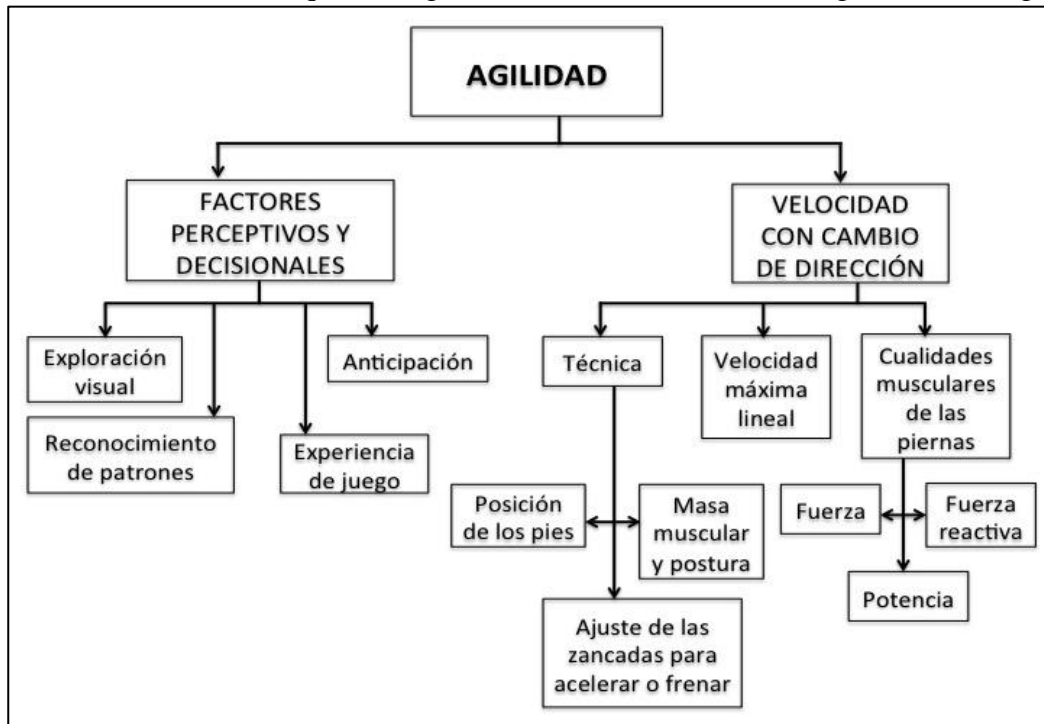 AGILIDAD
FACTORES
PERCEPTIVOS Y
DECISIONALES
VELOCIDAD
CON CAMBIO
DE DIRECCIÓN
Exploración
visual
Reconocimiento
de patrones
Experiencia
de juego
Anticipación
Técnica
Velocidad
máxima
lineal
Cualidades
musculares
de las
piernas
Posición
de los pies
Masa
muscular
y postura
Ajuste de las
zancadas para
acelerar o frenar
Fuerza
Fuerza
reactiva
Potencia